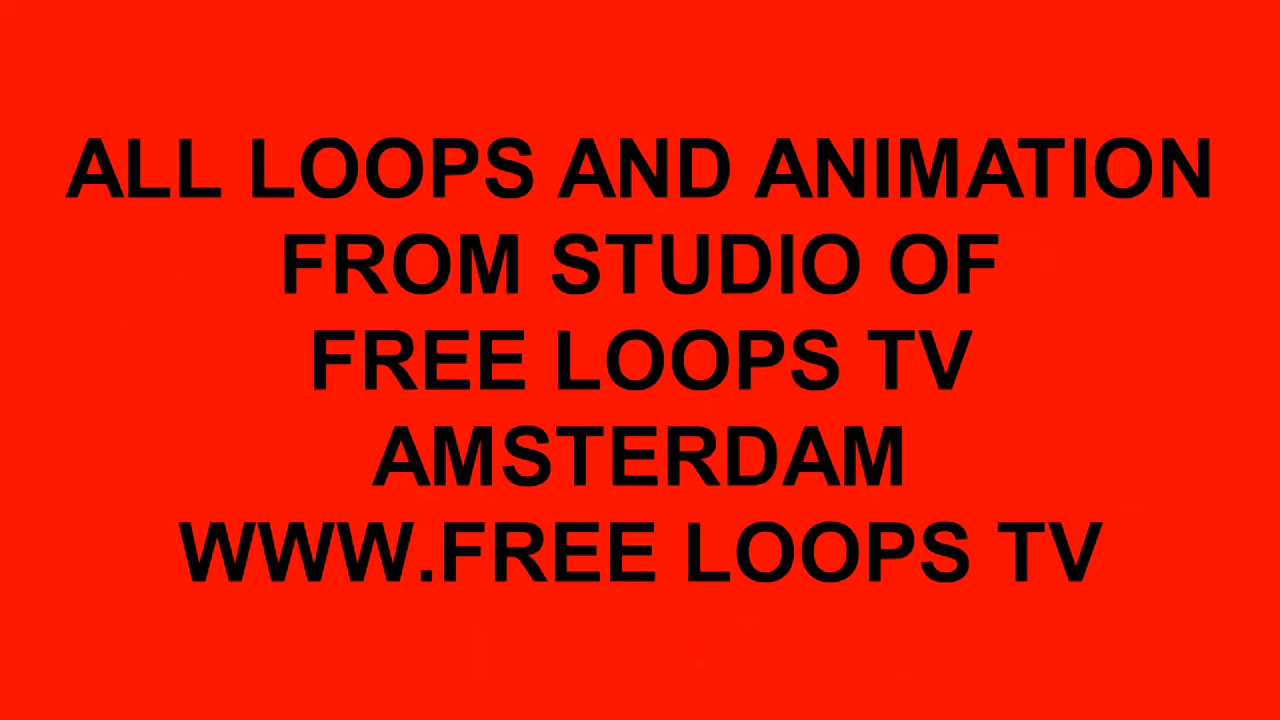 ALL LOOPS AND ANIMATION
FROM STUDIO OF
FREE LOOPS TV
AMSTERDAM
WWW.FREE LOOPS TV